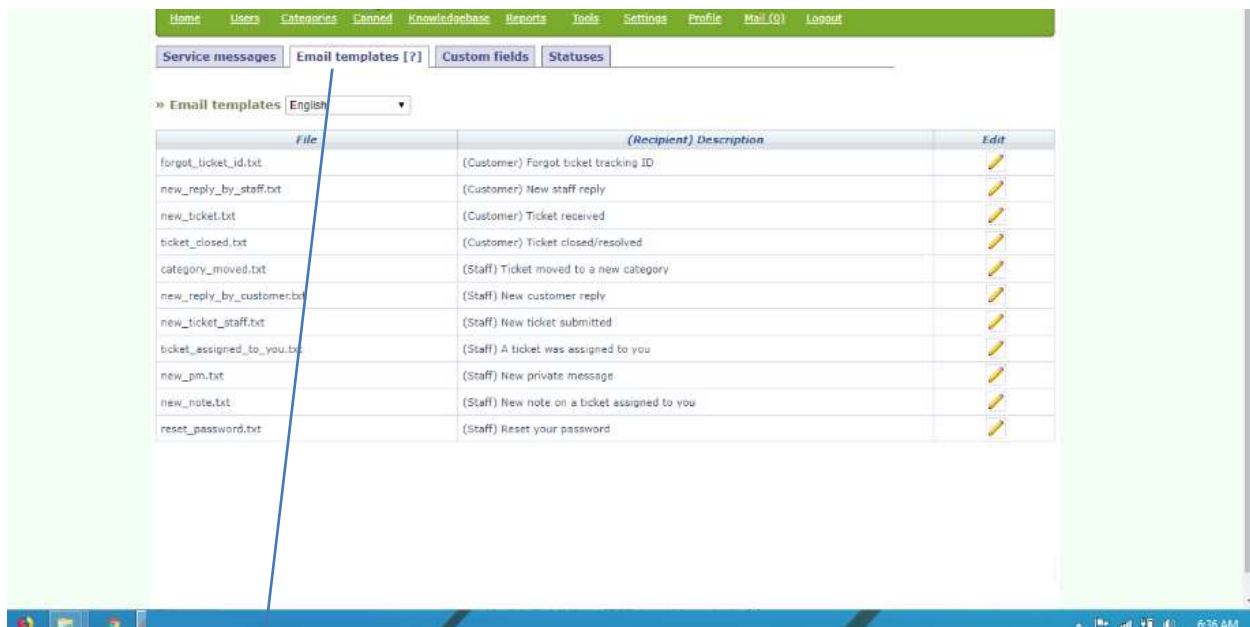 Home Users Categories Canned Knowledgebase Reports Tools Settings Profile Mail (0) Logout
Service messages Email templates [?] Custom fields Statuses
» Email templates English
File (Recipient) Description Edit
forgot_ticket_id.txt (Customer) Forgot ticket tracking ID
new_reply_by_staff.txt (Customer) New staff reply
new_ticket.txt (Customer) Ticket received
ticket_closed.txt (Customer) Ticket closed/resolved
category_moved.txt (Staff) Ticket moved to a new category
new_reply_by_customer.txt (Staff) New customer reply
new_ticket_staff.txt (Staff) New ticket submitted
ticket_assigned_to_you.txt (Staff) A ticket was assigned to you
new_pm.txt (Staff) New private message
new_note.txt (Staff) New note on a ticket assigned to you
reset_password.txt (Staff) Reset your password
6:36 AM